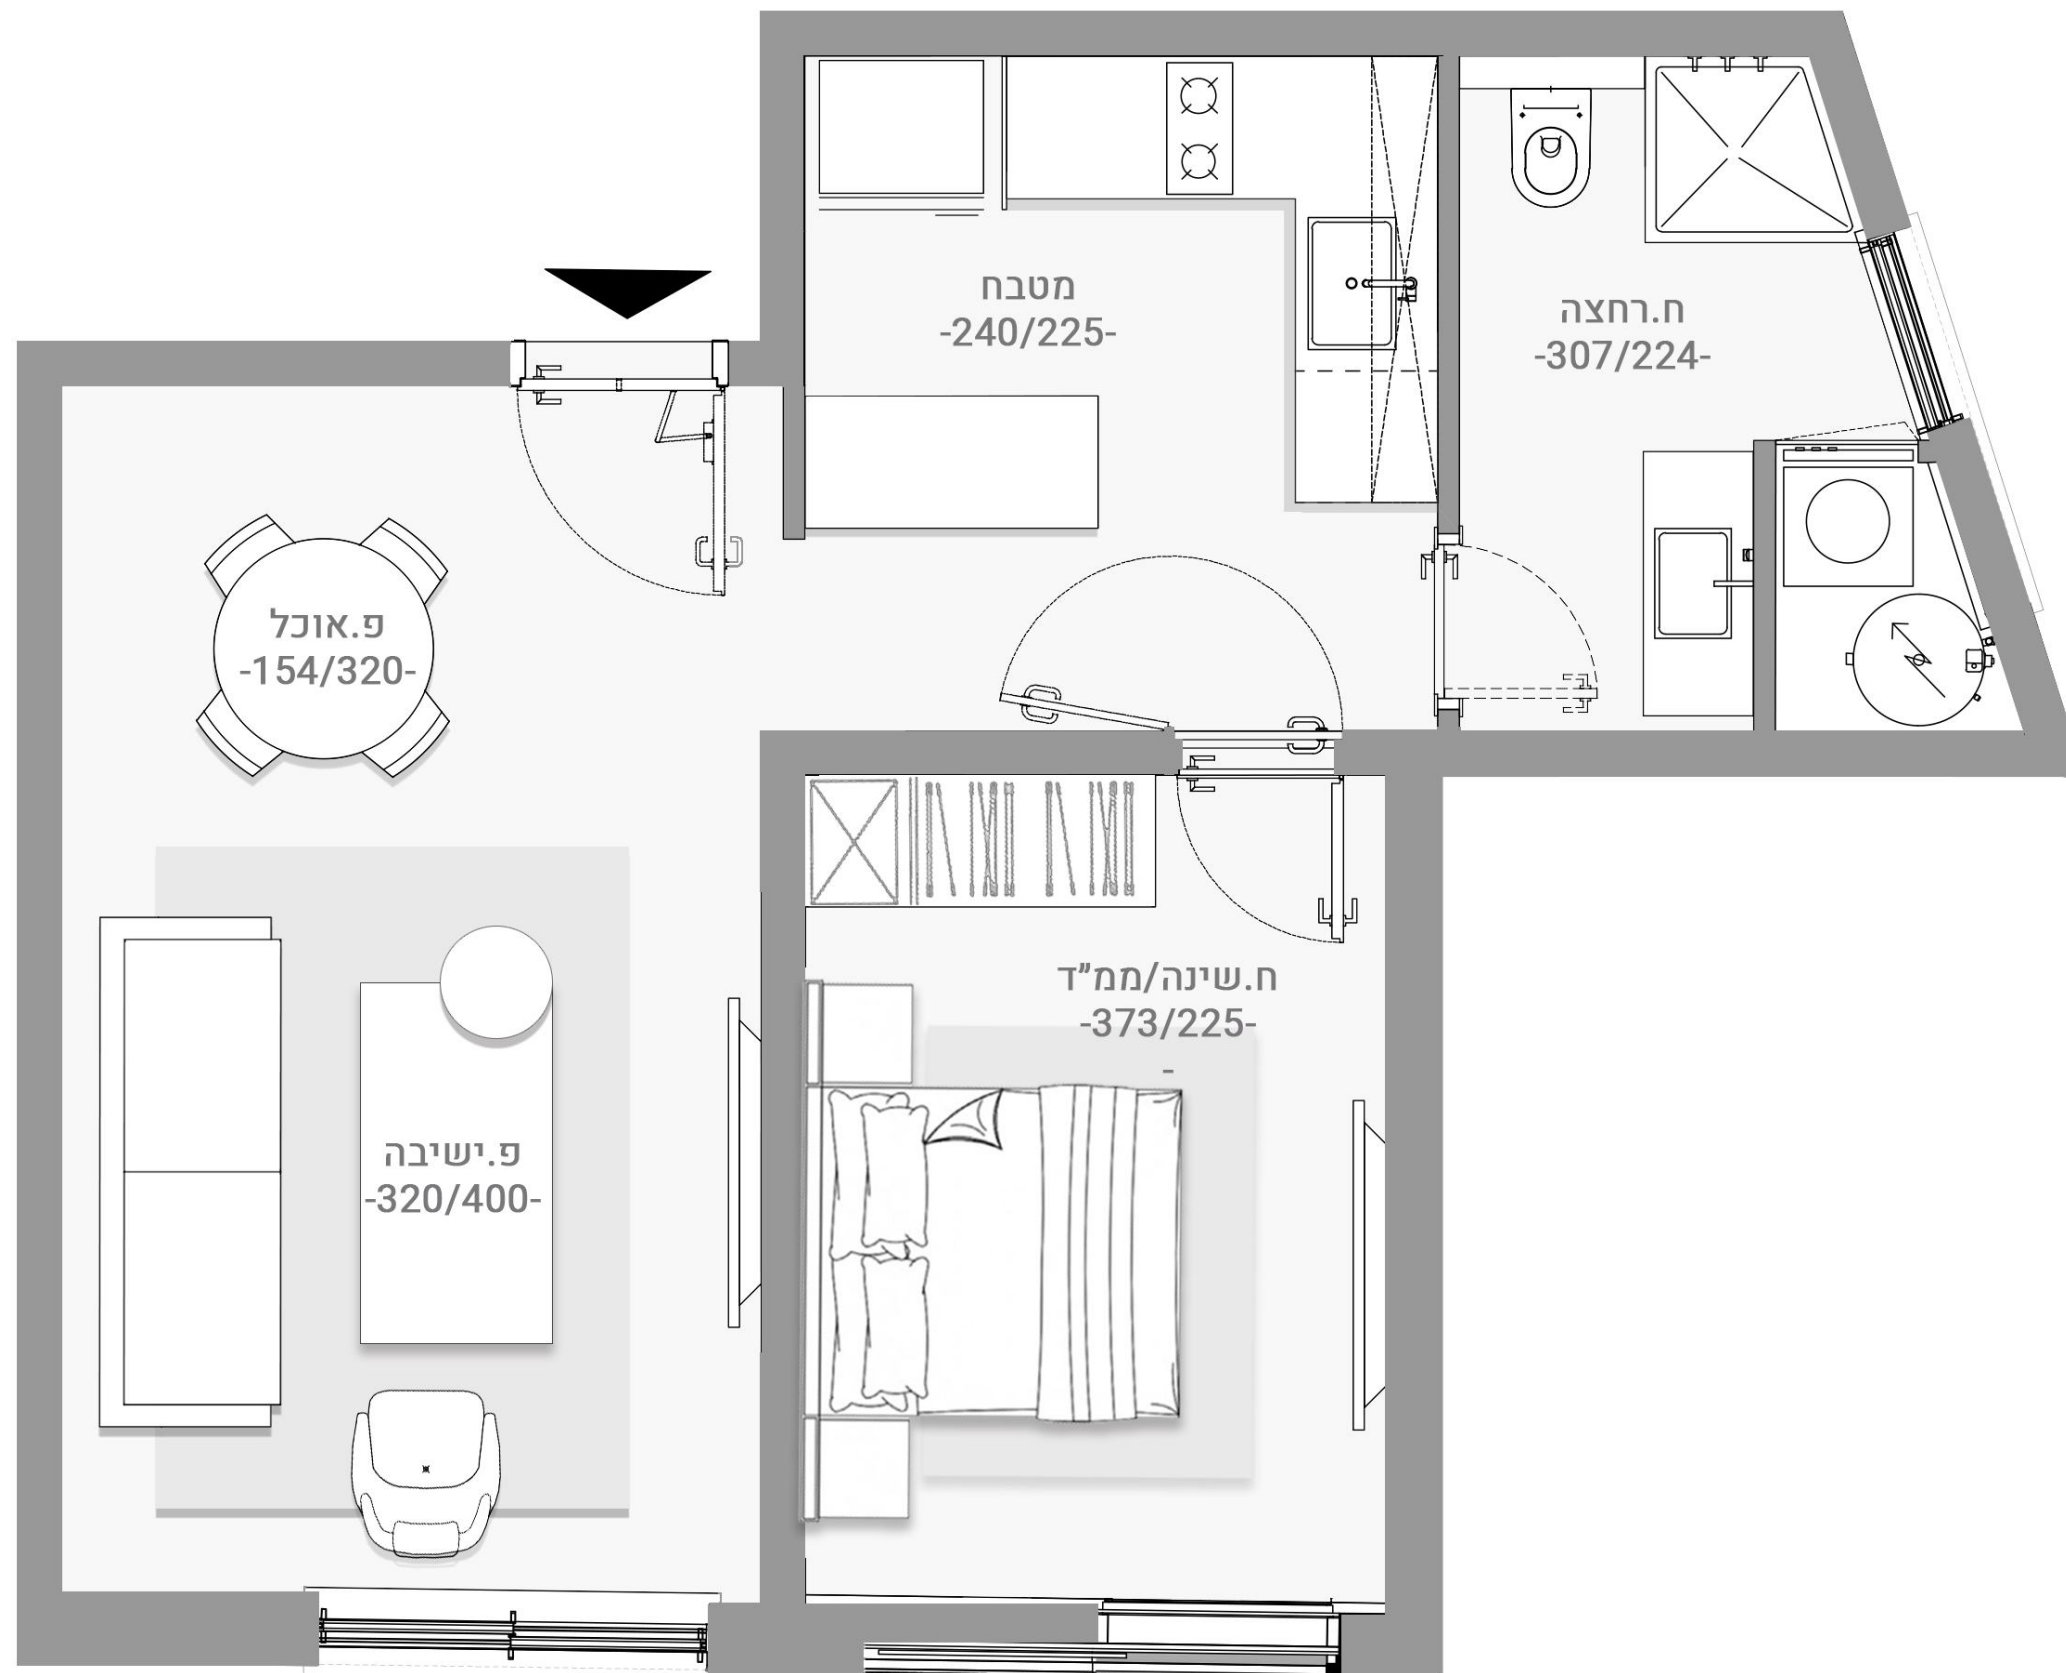 מטבח
-240/225-
ח.רחצה
-307/224-
פ.אוכל
-154/320-
ח.שינה/ממ״ד
-373/225-
-
פ.ישיבה
-320/400-